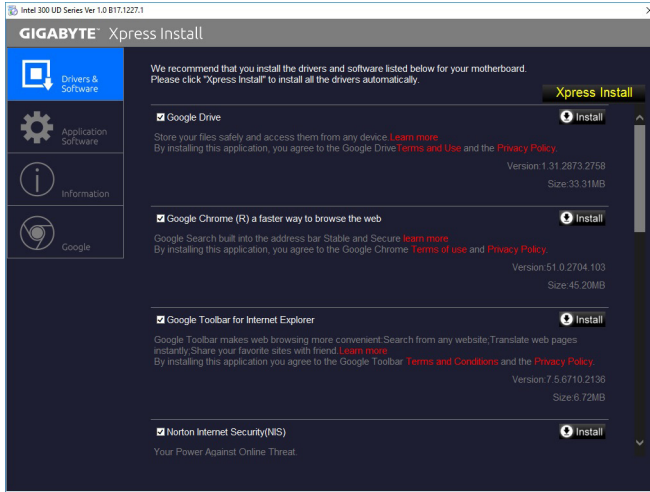 Intel 300 UD Series Ver 1.0 B17.1227.1
GIGABYTE™ Xpress Install
Drivers &
Software
Application
Software
Information
Google
We recommend that you install the drivers and software listed below for your motherboard.
Please click "Xpress Install" to install all the drivers automatically.
Xpress Install
Google Drive
Install
Store your files safely and access them from any device.Learn more
By installing this application, you agree to the Google DriveTerms and Use and the Privacy Policy.
Version:1.31.2873.2758
Size:33.31MB
Google Chrome (R) a faster way to browse the web
Install
Google Search built into the address bar Stable and Secure learn more
By installing this application, you agree to the Google Chrome Terms of use and Privacy Policy.
Version:51.0.2704.103
Size:45.20MB
Google Toolbar for Internet Explorer
Install
Google Toolbar makes web browsing more convenient:Search from any website;Translate web pages
instantly;Share your favorite sites with friend.Learn more
By installing this application you agree to the Google Toolbar Terms and Conditions and the Privacy Policy.
Version:7.5.6710.2136
Size:6.72MB
Norton Internet Security(NIS)
Install
Your Power Against Online Threat.